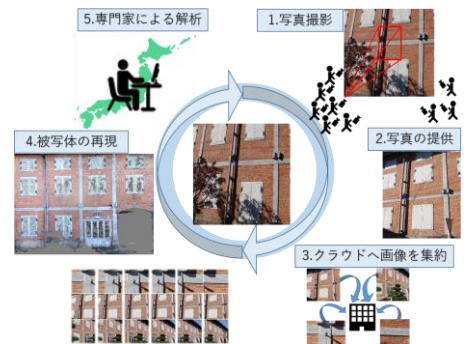 1.写真撮影
2.写真の提供
3.クラウドへ画像を集約
4.被写体の再現
5.専門家による解析